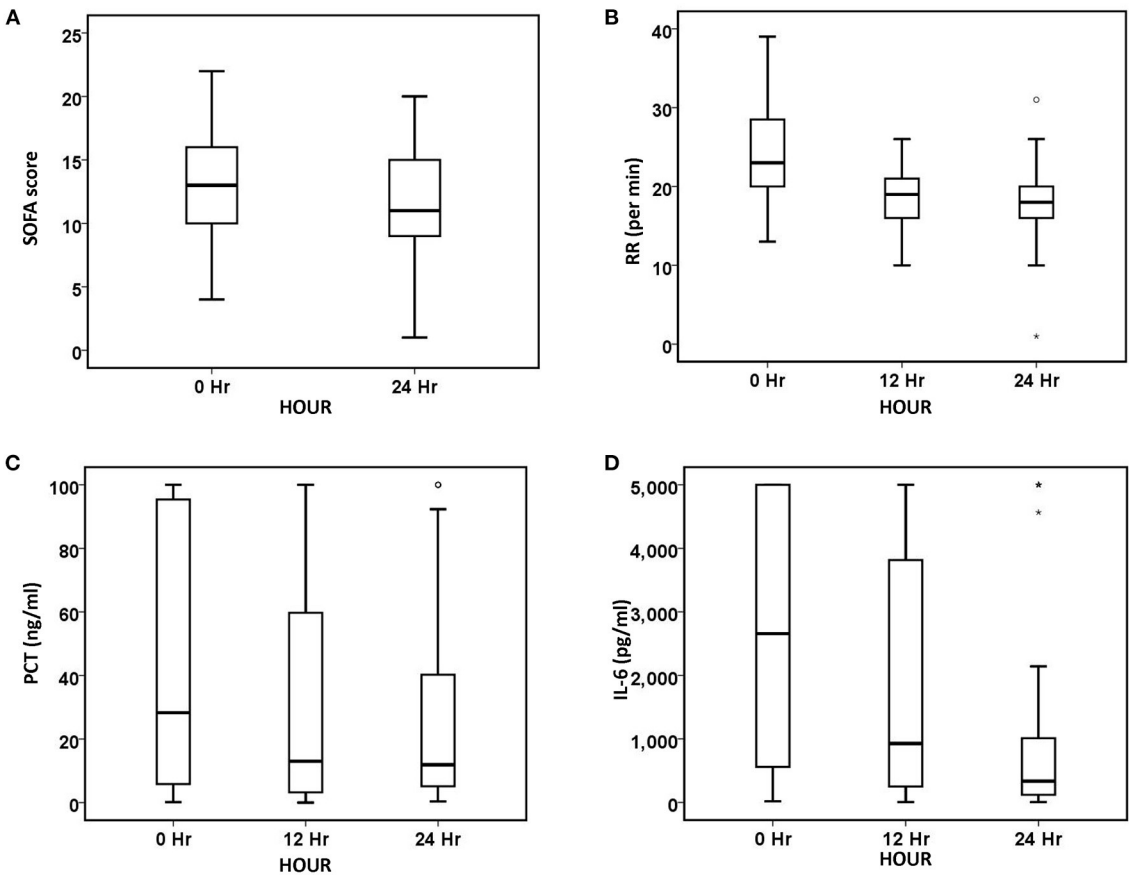 A
SOFA score
25
20
15
10
5
0
0 Hr
24 Hr
HOUR
B
RR (per min)
40
30
20
10
0
0 Hr
12 Hr
24 Hr
HOUR
C
PCT (ng/ml)
100
80
60
40
20
0
0 Hr
12 Hr
24 Hr
HOUR
D
IL-6 (pg/ml)
5,000
4,000
3,000
2,000
1,000
0
0 Hr
12 Hr
24 Hr
HOUR